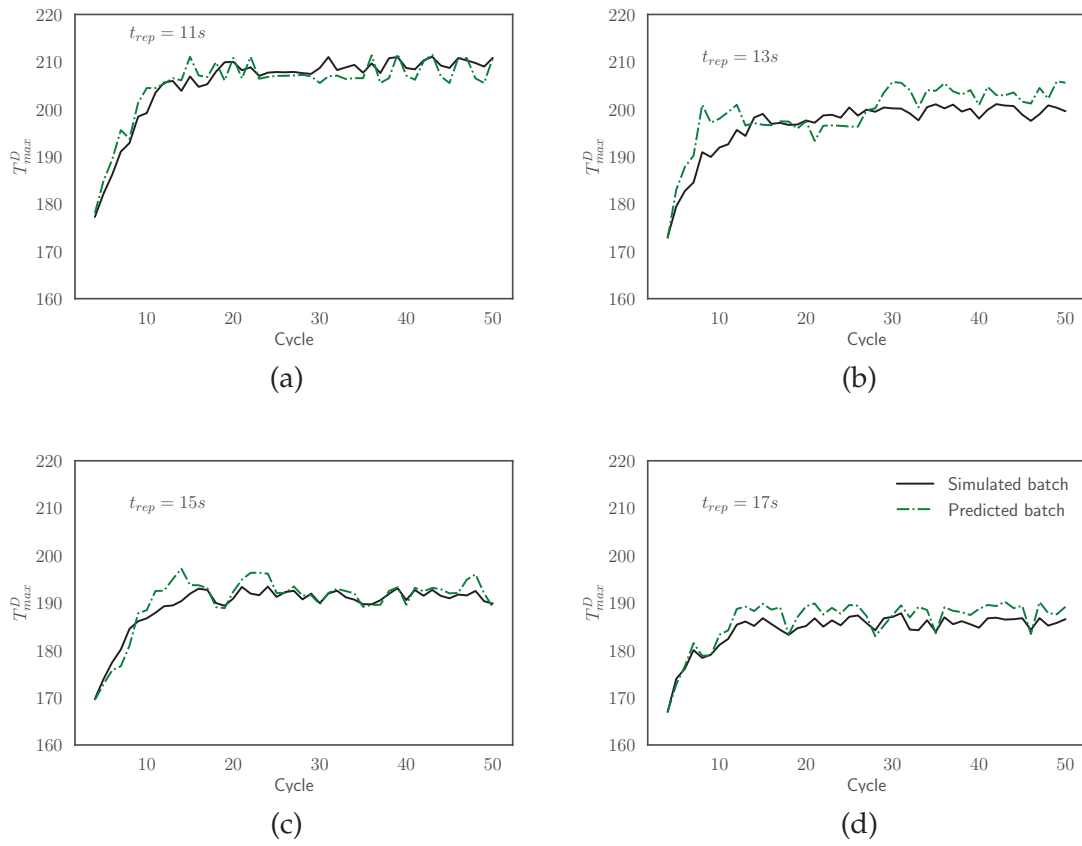 220
210
200
190
180
170
160
T^D_max
t_rep = 11s
10 20 30 40 50
Cycle
(a)
220
210
200
190
180
170
160
T^D_max
t_rep = 13s
10 20 30 40 50
Cycle
(b)
220
210
200
190
180
170
160
T^D_max
t_rep = 15s
10 20 30 40 50
Cycle
(c)
220
210
200
190
180
170
160
T^D_max
t_rep = 17s
Simulated batch
Predicted batch
10 20 30 40 50
Cycle
(d)